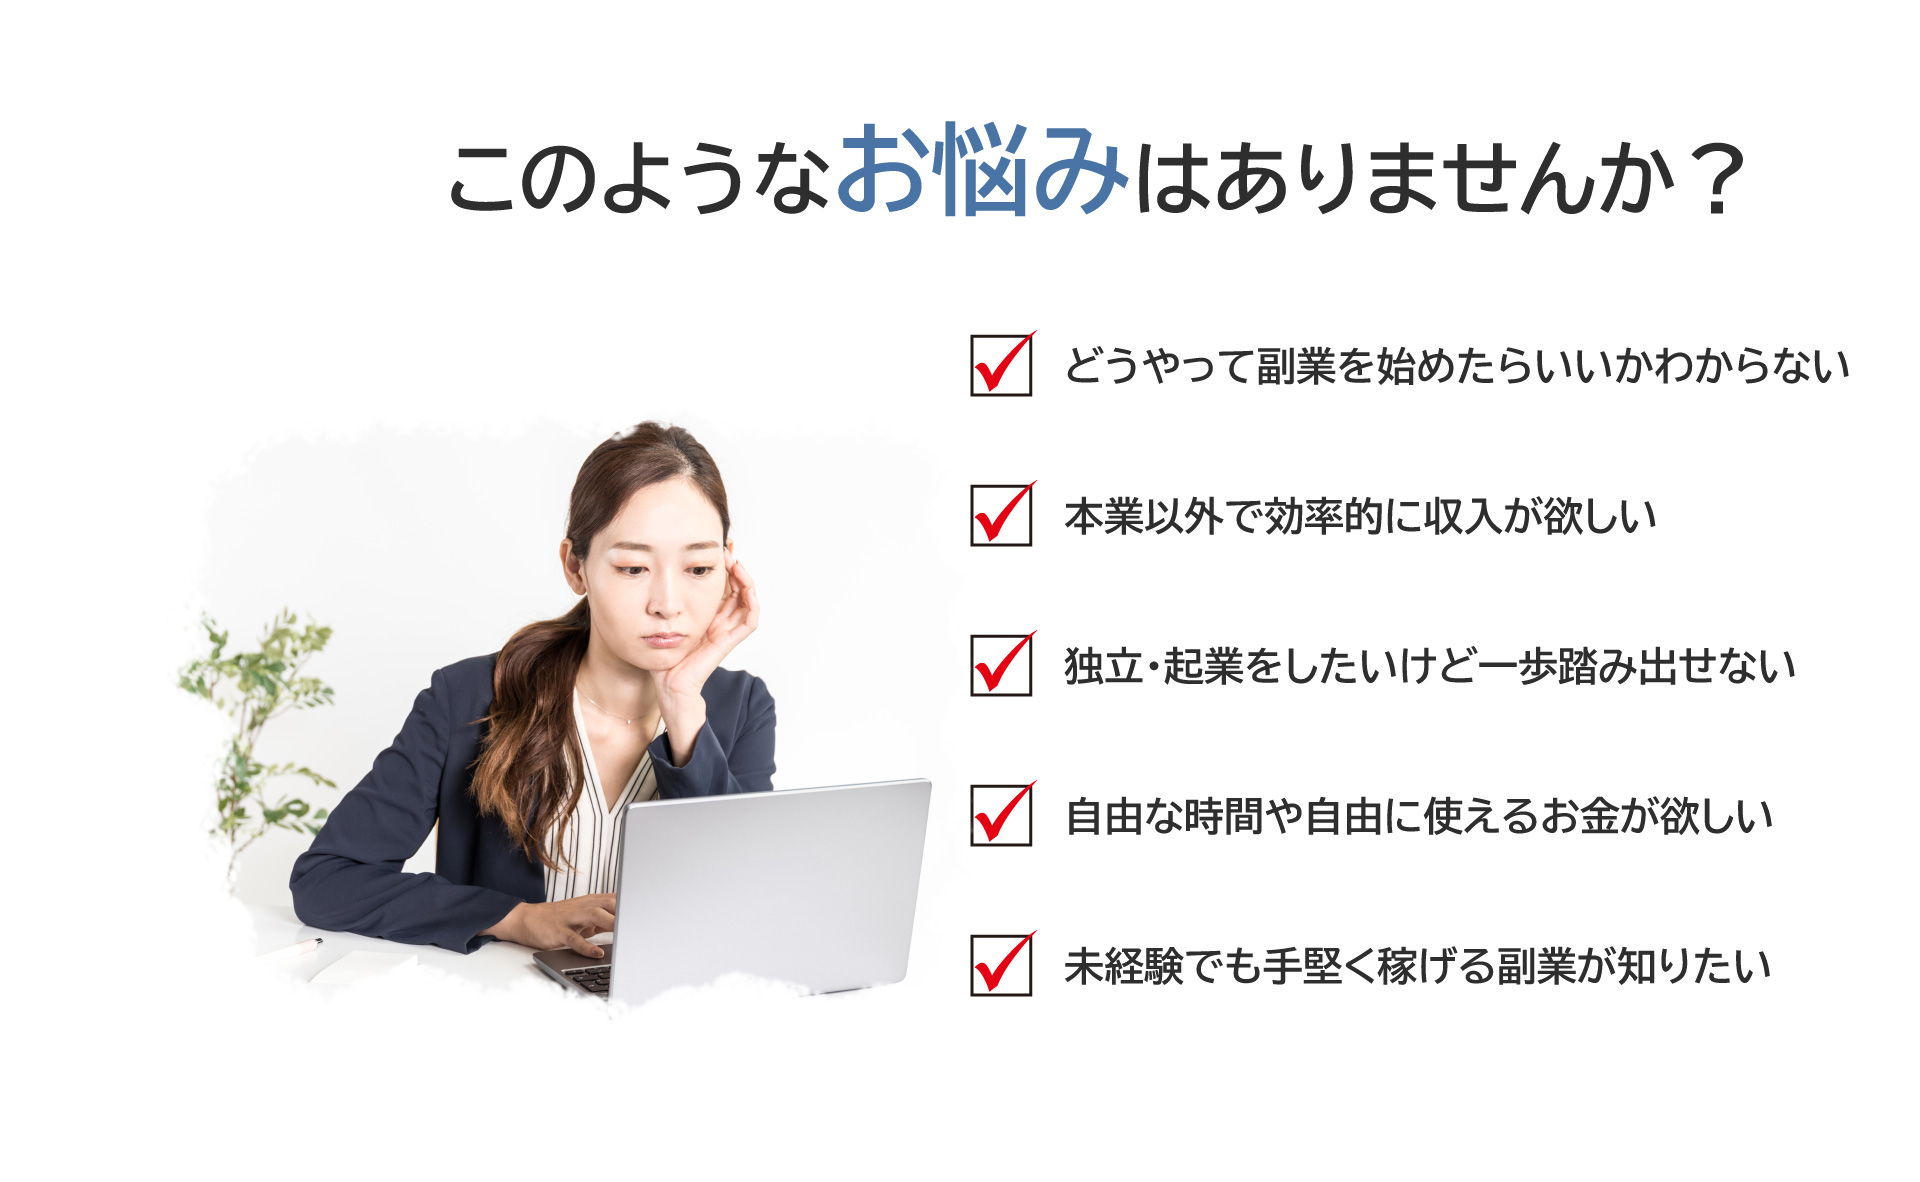 このようなお悩みはありませんか？
どうやって副業を始めたらいいかわからない
本業以外で効率的に収入が欲しい
独立・起業をしたいけど一歩踏み出せない
自由な時間や自由に使えるお金が欲しい
未経験でも手堅く稼げる副業が知りたい